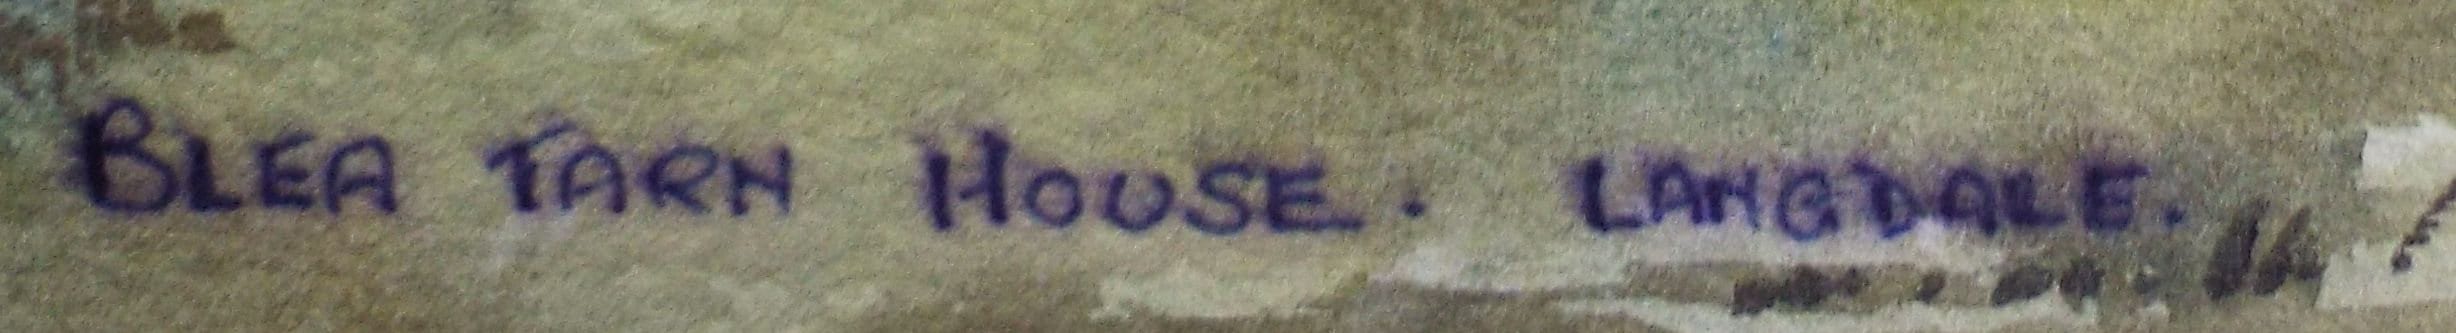 BLEA TARN HOUSE. LANGDALE.